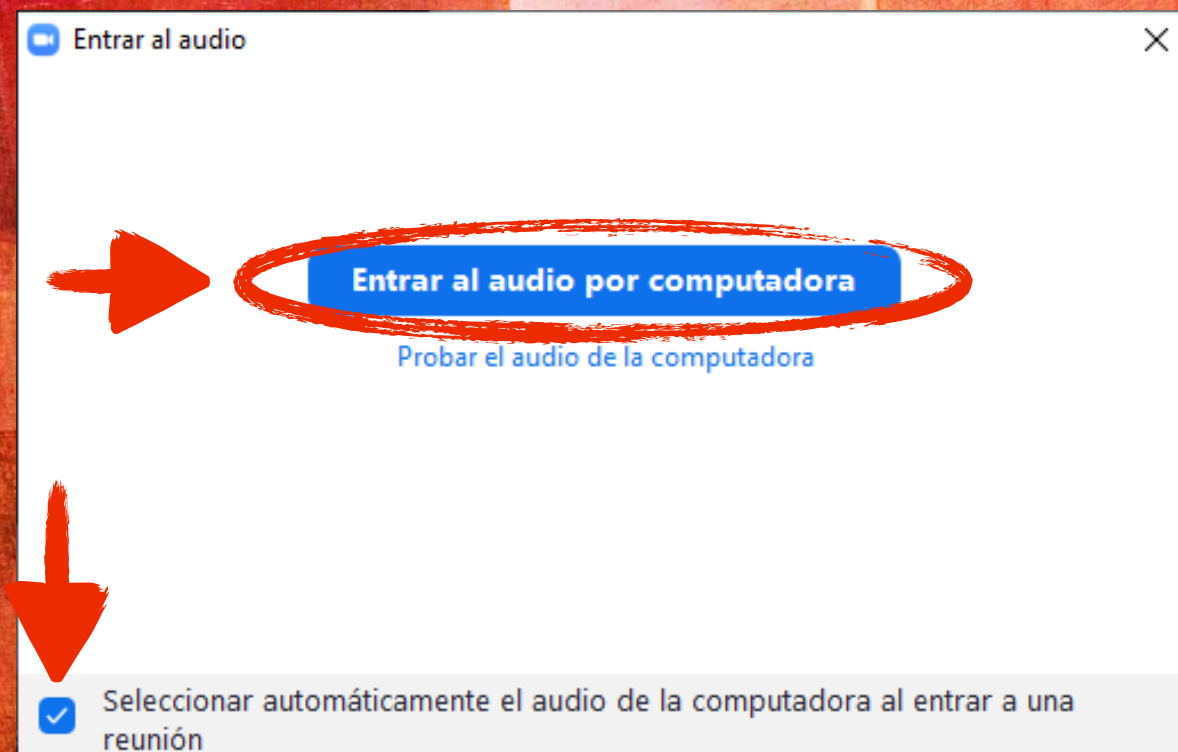 Entrar al audio
Entrar al audio por computadora
Probar el audio de la computadora
Seleccionar automáticamente el audio de la computadora al entrar a una
reunión